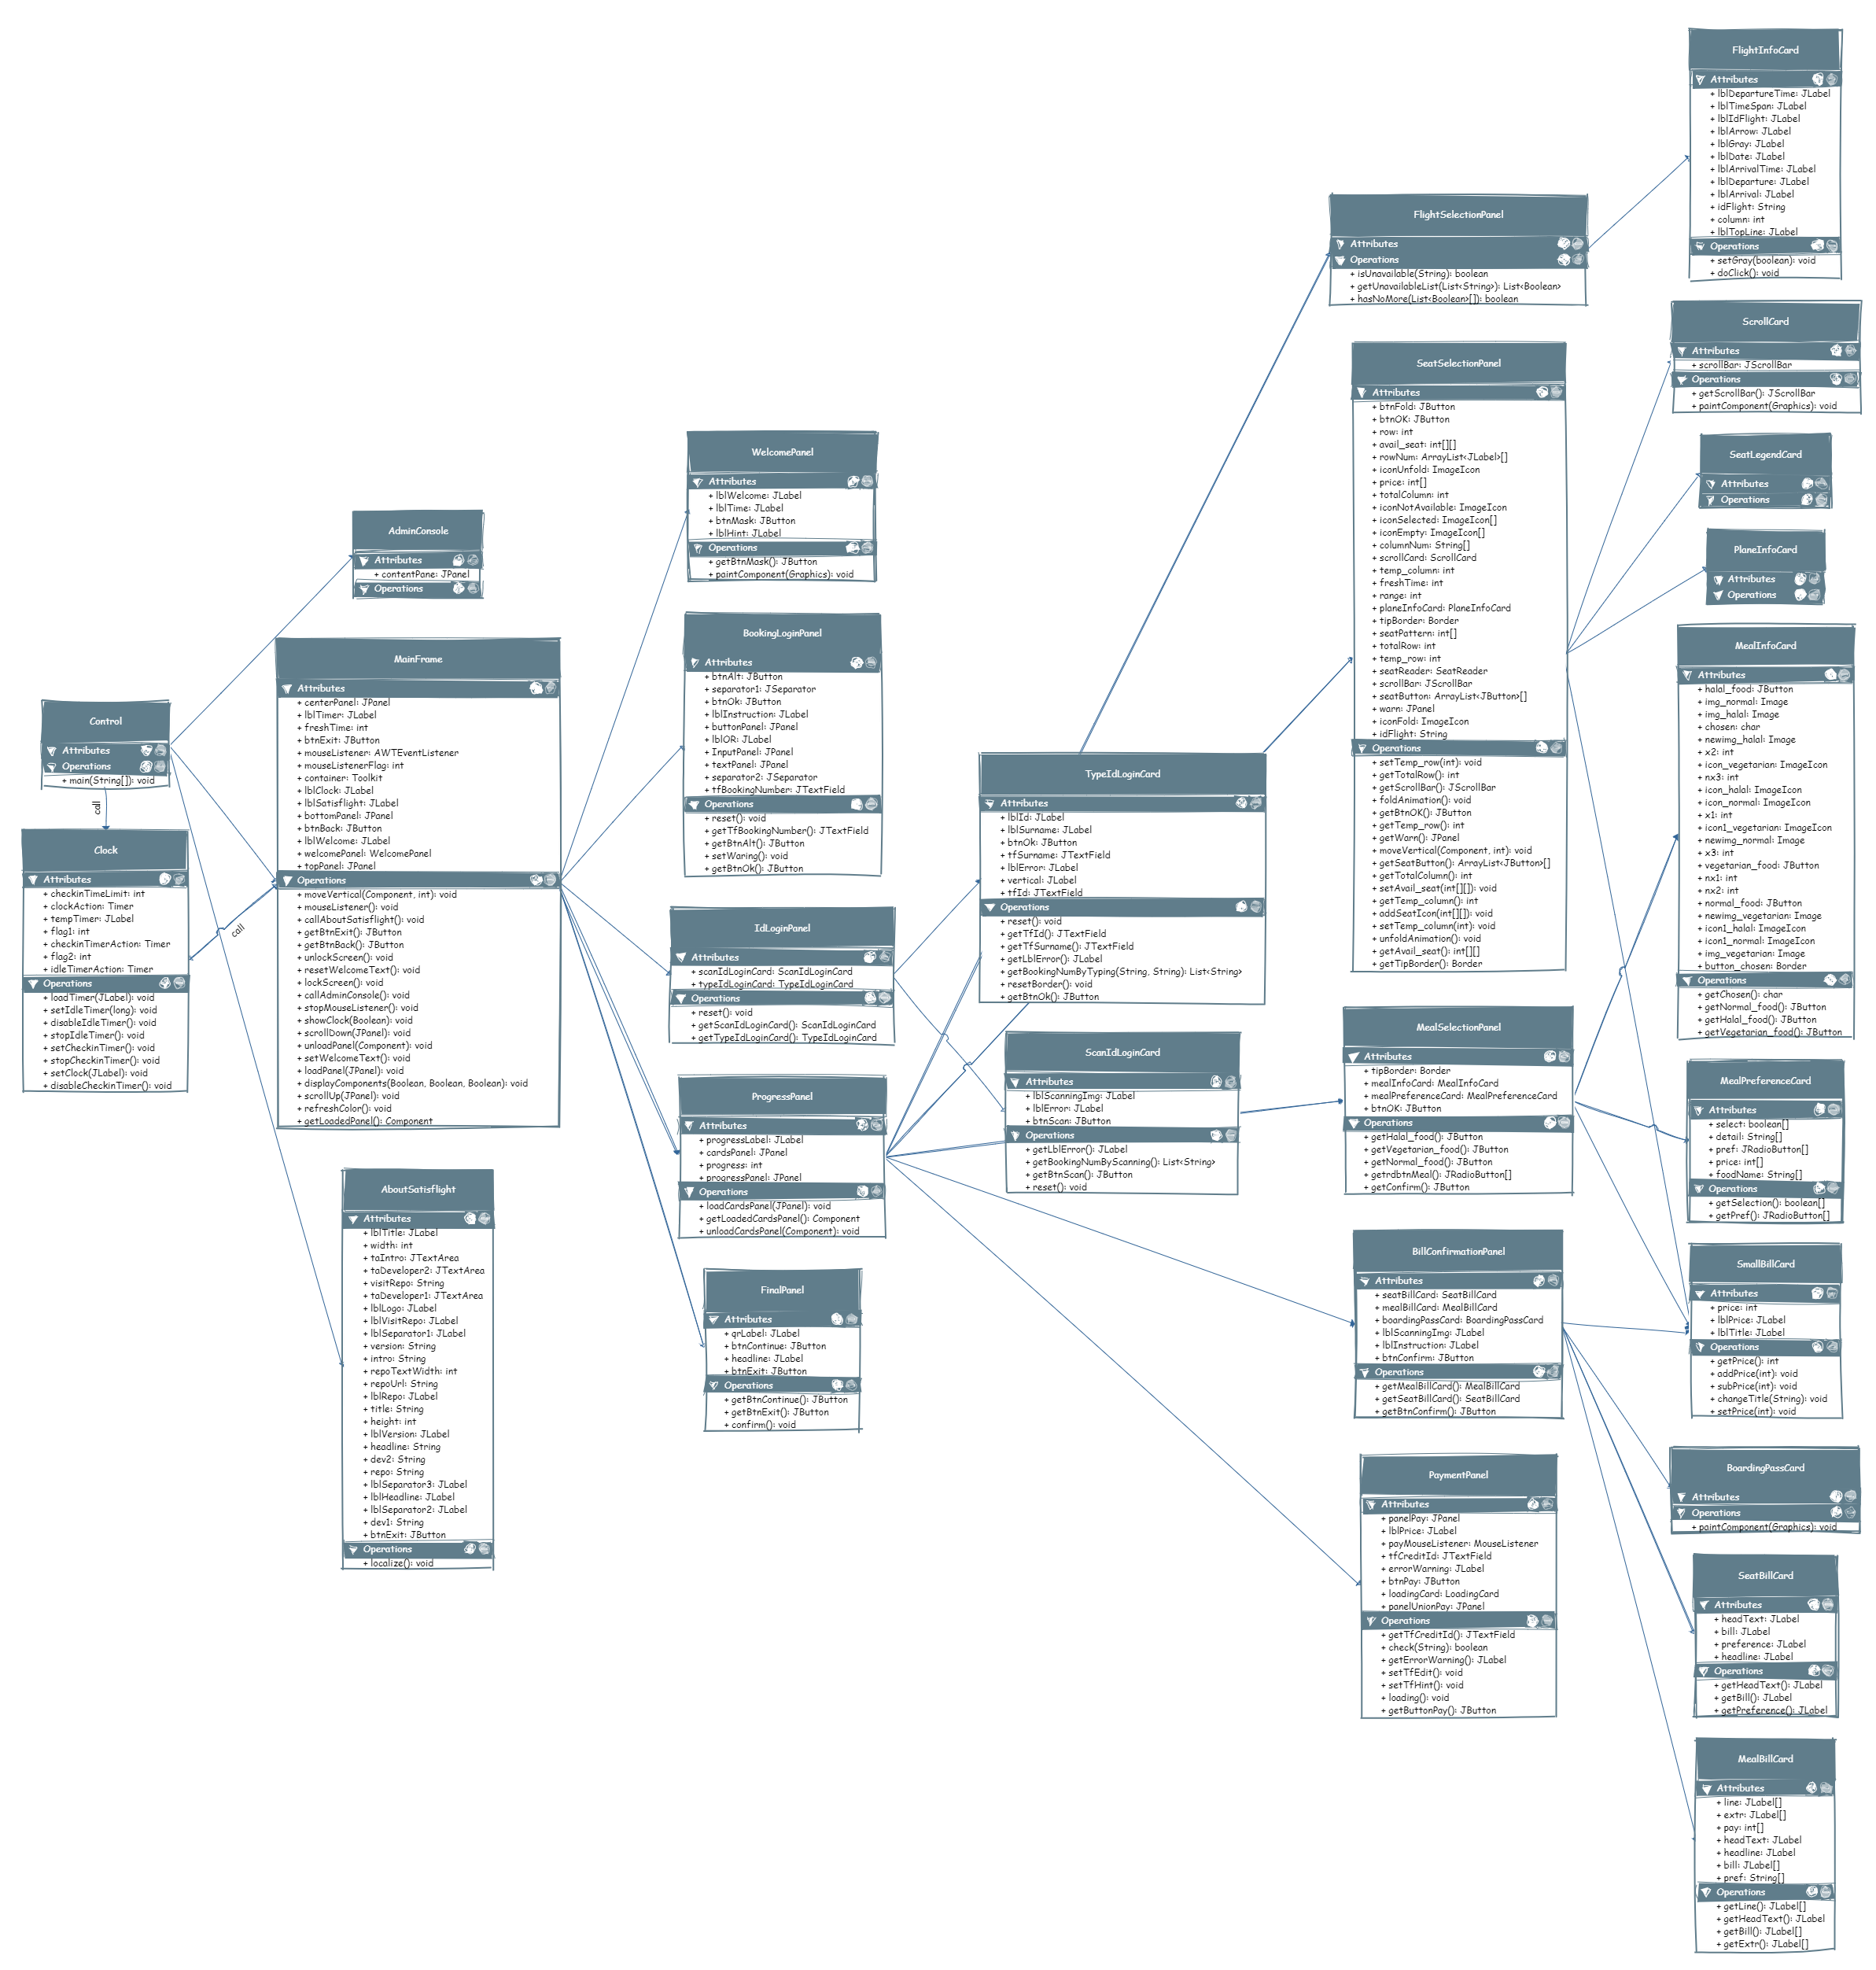 Control
Attributes
Operations
+ main(String[]): void
call
Clock
Attributes
+ checkinTimeLimit: int
+ clockAction: Timer
+ tempTimer: JLabel
+ flag1: int
+ checkinTimerAction: Timer
+ flag2: int
+ idleTimerAction: Timer
Operations
+ loadTimer(JLabel): void
+ setIdleTimer(long): void
+ disableIdleTimer(): void
+ stopIdleTimer(): void
+ setCheckinTimer(): void
+ stopCheckinTimer(): void
+ setClock(JLabel): void
+ disableCheckinTimer(): void
call
AdminConsole
Attributes
+ contentPane: JPanel
Operations
MainFrame
Attributes
+ centerPanel: JPanel
+ lblTimer: JLabel
+ freshTime: int
+ btnExit: JButton
+ mouseListener: AWTEventListener
+ mouseListenerFlag: int
+ container: Toolkit
+ lblClock: JLabel
+ lblSatisflight: JLabel
+ bottomPanel: JPanel
+ btnBack: JButton
+ lblWelcome: JLabel
+ welcomePanel: WelcomePanel
+ topPanel: JPanel
Operations
+ moveVertical(Component, int): void
+ mouseListener(): void
+ callAboutSatisflight(): void
+ getBtnExit(): JButton
+ getBtnBack(): JButton
+ unlockScreen(): void
+ resetWelcomeText(): void
+ lockScreen(): void
+ callAdminConsole(): void
+ stopMouseListener(): void
+ showClock(Boolean): void
+ scrollDown(JPanel): void
+ unloadPanel(Component): void
+ setWelcomeText(): void
+ loadPanel(JPanel): void
+ displayComponents(Boolean, Boolean, Boolean): void
+ scrollUp(JPanel): void
+ refreshColor(): void
+ getLoadedPanel(): Component
AboutSatisflight
Attributes
+ lblTitle: JLabel
+ width: int
+ taIntro: JTextArea
+ taDeveloper2: JTextArea
+ visitRepo: String
+ taDeveloper1: JTextArea
+ lblLogo: JLabel
+ lblVisitRepo: JLabel
+ lblSeparator1: JLabel
+ version: String
+ intro: String
+ repoTextWidth: int
+ repoUrl: String
+ lblRepo: JLabel
+ title: String
+ height: int
+ lblVersion: JLabel
+ headline: String
+ dev2: String
+ repo: String
+ lblSeparator3: JLabel
+ lblHeadline: JLabel
+ lblSeparator2: JLabel
+ dev1: String
+ btnExit: JButton
Operations
+ localize(): void
WelcomePanel
Attributes
+ lblWelcome: JLabel
+ lblTime: JLabel
+ btnMask: JButton
+ lblHint: JLabel
Operations
+ getBtnMask(): JButton
+ paintComponent(Graphics): void
BookingLoginPanel
Attributes
+ btnAlt: JButton
+ separator1: JSeparator
+ btnOk: JButton
+ lblInstruction: JLabel
+ buttonPanel: JPanel
+ lblOR: JLabel
+ InputPanel: JPanel
+ textPanel: JPanel
+ separator2: JSeparator
+ tfBookingNumber: JTextField
Operations
+ reset(): void
+ getTfBookingNumber(): JTextField
+ getBtnAlt(): JButton
+ setWaring(): void
+ getBtnOk(): JButton
IdLoginPanel
Attributes
+ scanIdLoginCard: ScanIdLoginCard
+ typeIdLoginCard: TypeIdLoginCard
Operations
+ reset(): void
+ getScanIdLoginCard(): ScanIdLoginCard
+ getTypeIdLoginCard(): TypeIdLoginCard
ProgressPanel
Attributes
+ progressLabel: JLabel
+ cardsPanel: JPanel
+ progress: int
+ progressPanel: JPanel
Operations
+ loadCardsPanel(JPanel): void
+ getLoadedCardsPanel(): Component
+ unloadCardsPanel(Component): void
FinalPanel
Attributes
+ qrLabel: JLabel
+ btnContinue: JButton
+ headline: JLabel
+ btnExit: JButton
Operations
+ getBtnContinue(): JButton
+ getBtnExit(): JButton
+ confirm(): void
TypeIdLoginCard
Attributes
+ lblId: JLabel
+ lblSurname: JLabel
+ btnOk: JButton
+ tfSurname: JTextField
+ lblError: JLabel
+ vertical: JLabel
+ tfId: JTextField
Operations
+ reset(): void
+ getTfId(): JTextField
+ getTfSurname(): JTextField
+ getLblError(): JLabel
+ getBookingNumByTyping(String, String): List<String>
+ resetBorder(): void
+ getBtnOk(): JButton
ScanIdLoginCard
Attributes
+ lblScanningImg: JLabel
+ lblError: JLabel
+ btnScan: JButton
Operations
+ getLblError(): JLabel
+ getBookingNumByScanning(): List<String>
+ getBtnScan(): JButton
+ reset(): void
FlightSelectionPanel
Attributes
Operations
+ isUnavailable(String): boolean
+ getUnavailableList(List<String>): List<Boolean>
+ hasNoMore(List<Boolean>[]): boolean
SeatSelectionPanel
Attributes
+ btnFold: JButton
+ btnOK: JButton
+ row: int
+ avail_seat: int[][]
+ rowNum: ArrayList<JLabel>[]
+ iconUnfold: ImageIcon
+ price: int[]
+ totalColumn: int
+ iconNotAvailable: ImageIcon
+ iconSelected: ImageIcon[]
+ iconEmpty: ImageIcon[]
+ columnNum: String[]
+ scrollCard: ScrollCard
+ temp_column: int
+ freshTime: int
+ range: int
+ planeInfoCard: PlaneInfoCard
+ tipBorder: Border
+ seatPattern: int[]
+ totalRow: int
+ temp_row: int
+ seatReader: SeatReader
+ scrollBar: JScrollBar
+ seatButton: ArrayList<JButton>[]
+ warn: JPanel
+ iconFold: ImageIcon
+ idFlight: String
Operations
+ setTemp_row(int): void
+ getTotalRow(): int
+ getScrollBar(): JScrollBar
+ foldAnimation(): void
+ getBtnOK(): JButton
+ getTemp_row(): int
+ getWarn(): JPanel
+ moveVertical(Component, int): void
+ getSeatButton(): ArrayList<JButton>[]
+ getTotalColumn(): int
+ setAvail_seat(int[][]): void
+ getTemp_column(): int
+ addSeatIcon(int[][]): void
+ setTemp_column(int): void
+ unfoldAnimation(): void
+ getAvail_seat(): int[][]
+ getTipBorder(): Border
MealSelectionPanel
Attributes
+ tipBorder: Border
+ mealInfoCard: MealInfoCard
+ mealPreferenceCard: MealPreferenceCard
+ btnOK: JButton
Operations
+ getHalal_food(): JButton
+ getVegetarian_food(): JButton
+ getNormal_food(): JButton
+ getrdbtnMeal(): JRadioButton[]
+ getConfirm(): JButton
BillConfirmationPanel
Attributes
+ seatBillCard: SeatBillCard
+ mealBillCard: MealBillCard
+ boardingPassCard: BoardingPassCard
+ lblScanningImg: JLabel
+ lblInstruction: JLabel
+ btnConfirm: JButton
Operations
+ getMealBillCard(): MealBillCard
+ getSeatBillCard(): SeatBillCard
+ getBtnConfirm(): JButton
PaymentPanel
Attributes
+ panelPay: JPanel
+ lblPrice: JLabel
+ payMouseListener: MouseListener
+ tfCreditId: JTextField
+ errorWarning: JLabel
+ btnPay: JButton
+ loadingCard: LoadingCard
+ panelUnionPay: JPanel
Operations
+ getTfCreditId(): JTextField
+ check(String): boolean
+ getErrorWarning(): JLabel
+ setTfEdit(): void
+ setTfHint(): void
+ loading(): void
+ getButtonPay(): JButton
FlightInfoCard
Attributes
+ lblDepartureTime: JLabel
+ lblTimeSpan: JLabel
+ lblIdFlight: JLabel
+ lblArrow: JLabel
+ lblGray: JLabel
+ lblDate: JLabel
+ lblArrivalTime: JLabel
+ lblDeparture: JLabel
+ lblArrival: JLabel
+ idFlight: String
+ column: int
+ lblTopLine: JLabel
Operations
+ setGray(boolean): void
+ doClick(): void
ScrollCard
Attributes
+ scrollBar: JScrollBar
Operations
+ getScrollBar(): JScrollBar
+ paintComponent(Graphics): void
SeatLegendCard
Attributes
Operations
PlaneInfoCard
Attributes
Operations
MealInfoCard
Attributes
+ halal_food: JButton
+ img_normal: Image
+ img_halal: Image
+ chosen: char
+ newimg_halal: Image
+ x2: int
+ icon_vegetarian: ImageIcon
+ nx3: int
+ icon_halal: ImageIcon
+ icon_normal: ImageIcon
+ x1: int
+ icon1_vegetarian: ImageIcon
+ newimg_normal: Image
+ x3: int
+ vegetarian_food: JButton
+ nx1: int
+ nx2: int
+ normal_food: JButton
+ newimg_vegetarian: Image
+ icon1_halal: ImageIcon
+ icon1_normal: ImageIcon
+ img_vegetarian: Image
+ button_chosen: Border
Operations
+ getChosen(): char
+ getNormal_food(): JButton
+ getHalal_food(): JButton
+ getVegetarian_food(): JButton
MealPreferenceCard
Attributes
+ select: boolean[]
+ detail: String[]
+ pref: JRadioButton[]
+ price: int[]
+ foodName: String[]
Operations
+ getSelection(): boolean[]
+ getPref(): JRadioButton[]
SmallBillCard
Attributes
+ price: int
+ lblPrice: JLabel
+ lblTitle: JLabel
Operations
+ getPrice(): int
+ addPrice(int): void
+ subPrice(int): void
+ changeTitle(String): void
+ setPrice(int): void
BoardingPassCard
Attributes
Operations
+ paintComponent(Graphics): void
SeatBillCard
Attributes
+ headText: JLabel
+ bill: JLabel
+ preference: JLabel
+ headline: JLabel
Operations
+ getHeadText(): JLabel
+ getBill(): JLabel
+ getPreference(): JLabel
MealBillCard
Attributes
+ line: JLabel[]
+ extr: JLabel[]
+ pay: int[]
+ headText: JLabel
+ headline: JLabel
+ bill: JLabel[]
+ pref: String[]
Operations
+ getLine(): JLabel[]
+ getHeadText(): JLabel
+ getBill(): JLabel[]
+ getExtr(): JLabel[]